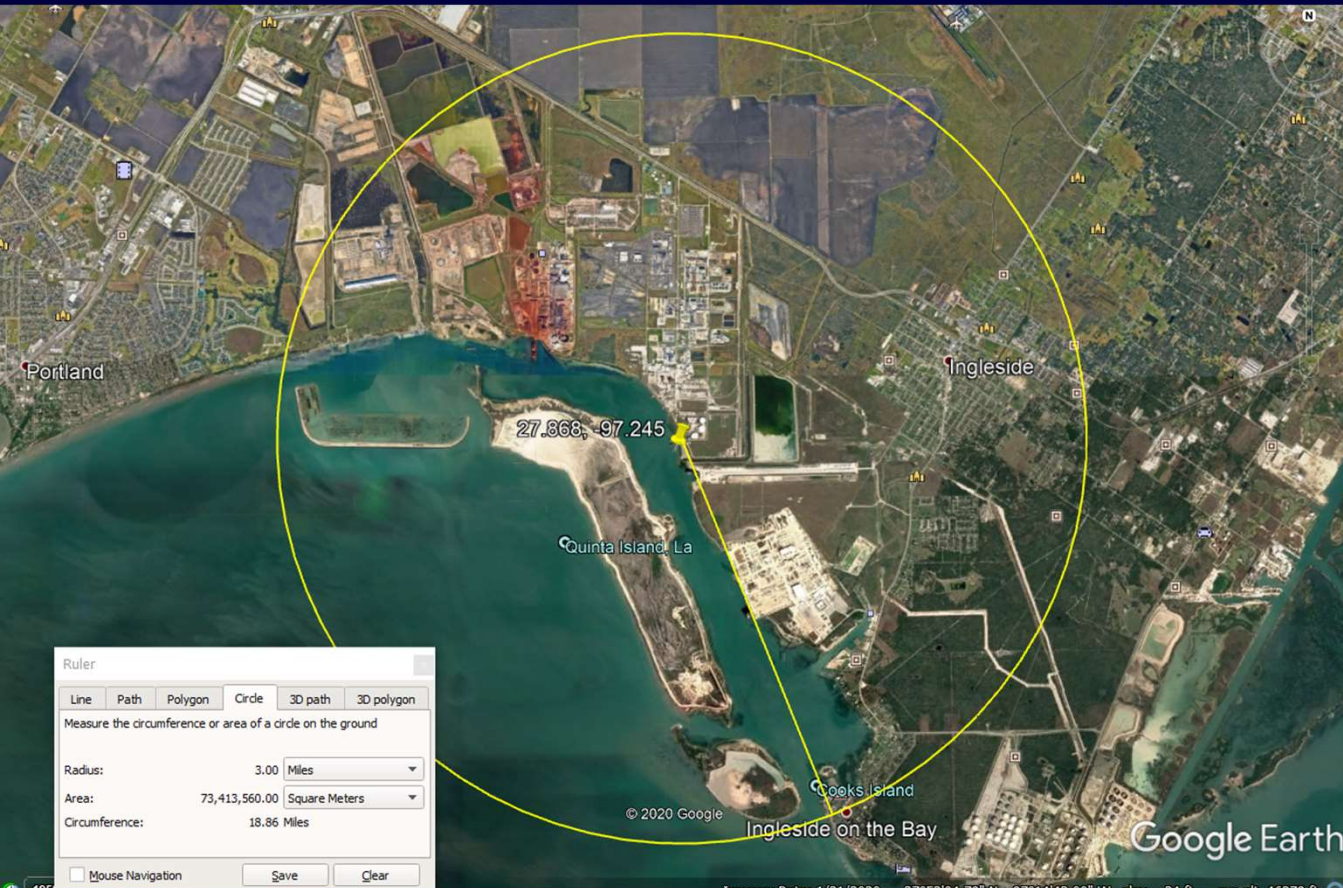 N
Portland
Ingleside
27.868, -97.245
Quinta Island, La
Cooks Island
© 2020 Google
Ingleside on the Bay
Google Earth
Ruler
Line Path Polygon Circle 3D path 3D polygon
Measure the circumference or area of a circle on the ground
Radius: 3.00 Miles
Area: 73,413,560.00 Square Meters
Circumference: 18.86 Miles
Mouse Navigation Save Clear